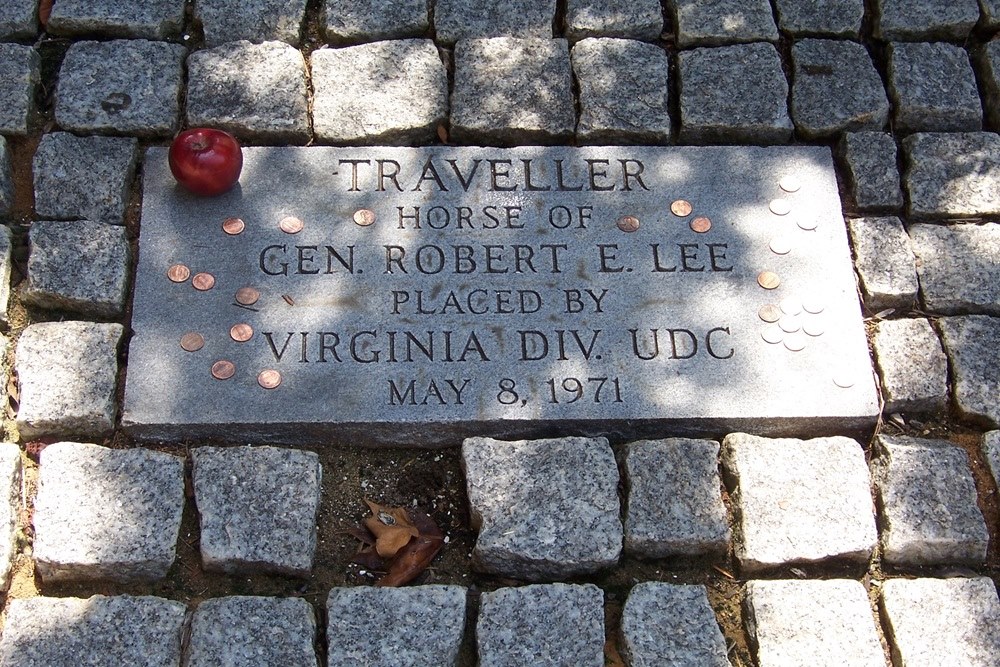 TRAVELLER
HORSE OF
GEN. ROBERT E. LEE
PLACED BY
VIRGINIA DIV. UDC
MAY 8, 1971